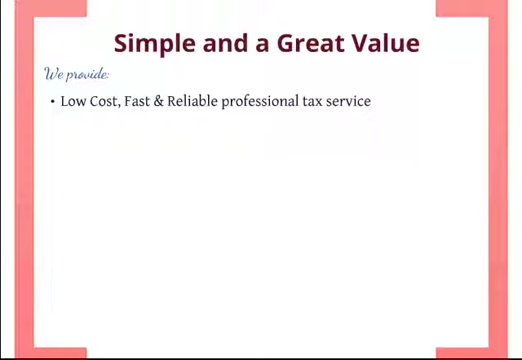 Simple and a Great Value
We provide:
• Low Cost, Fast & Reliable professional tax service